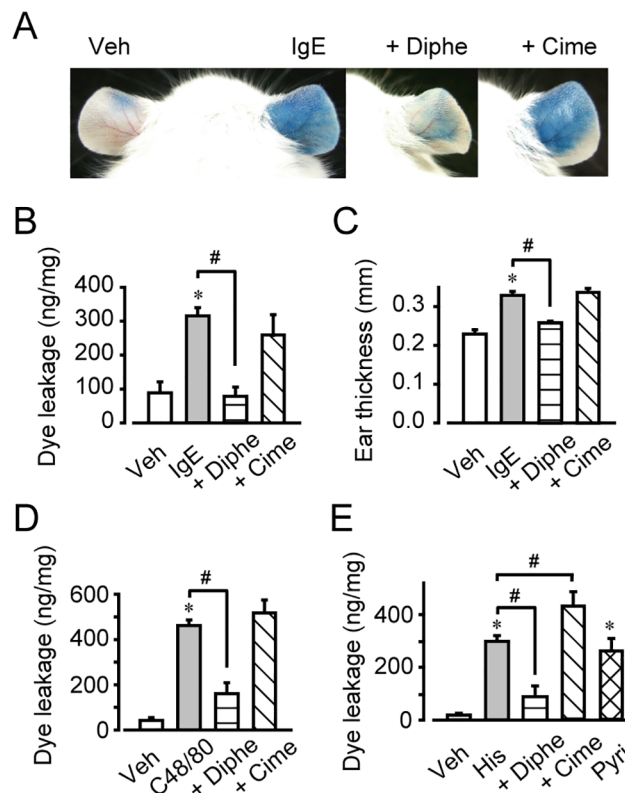 A
Veh IgE + Diphe + Cime
B
Dye leakage (ng/mg)
400
300
200
100
0
*
#
Veh IgE + Diphe + Cime
C
Ear thickness (mm)
0.3
0.2
0.0
*
#
Veh IgE + Diphe + Cime
D
Dye leakage (ng/mg)
600
400
200
0
*
#
Veh C48/80 + Diphe + Cime
E
Dye leakage (ng/mg)
400
200
0
*
#
#
*
Veh His + Diphe + Cime Pyri